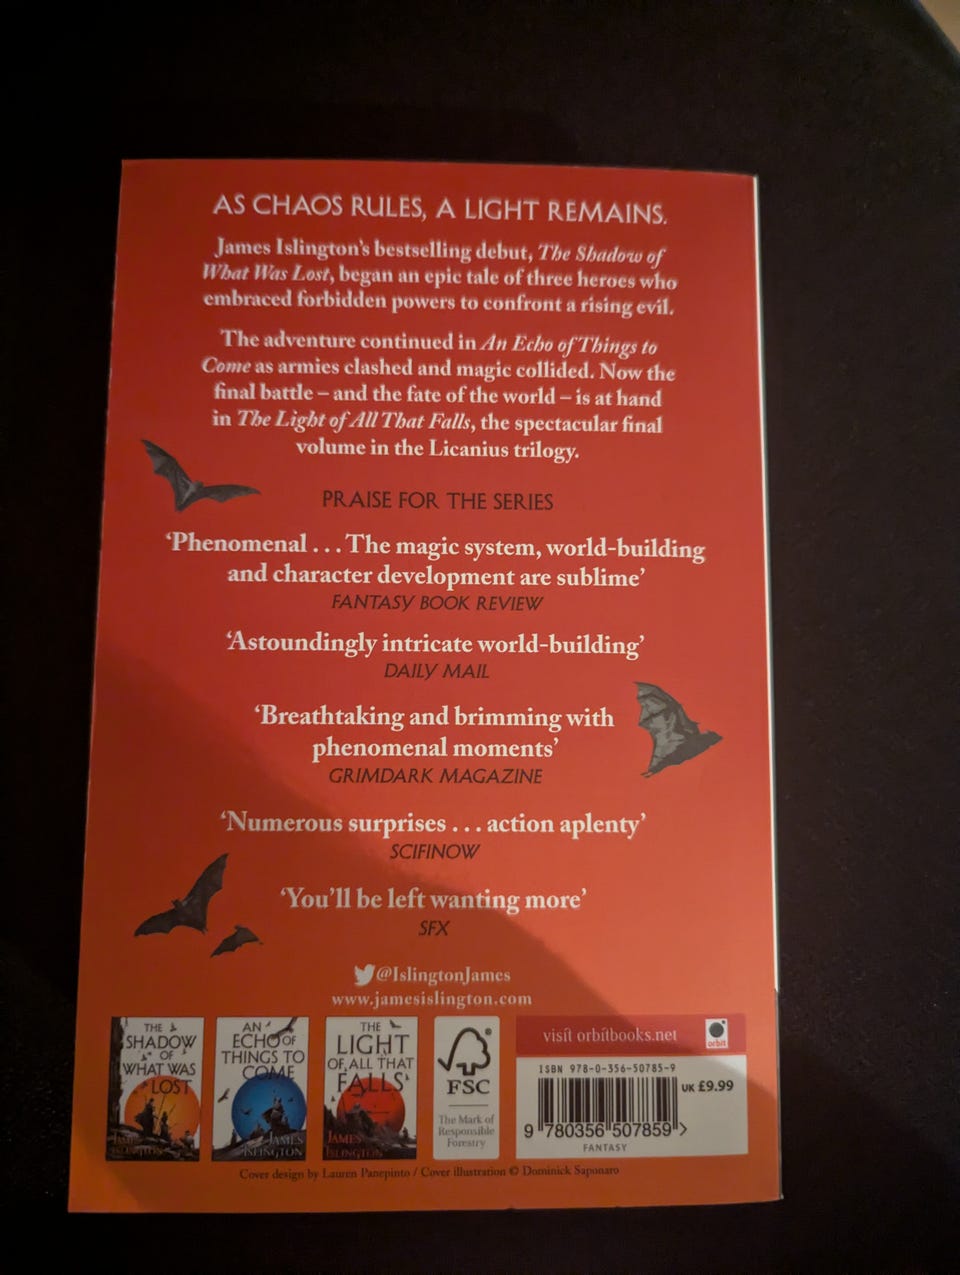 AS CHAOS RULES, A LIGHT REMAINS.
James Islington's bestselling debut, The Shadow of
What Was Lost, began an epic tale of three heroes who
embraced forbidden powers to confront a rising evil.
The adventure continued in An Echo of Things to
Come as armies clashed and magic collided. Now the
final battle – and the fate of the world – is at hand
in The Light of All That Falls, the spectacular final
volume in the Licanius trilogy.
PRAISE FOR THE SERIES
'Phenomenal . . . The magic system, world-building
and character development are sublime'
FANTASY BOOK REVIEW
'Astoundingly intricate world-building'
DAILY MAIL
'Breathtaking and brimming with
phenomenal moments'
GRIMDARK MAGAZINE
'Numerous surprises . . . action aplenty'
SCIFINOW
'You'll be left wanting more'
SFX
@IslingtonJames
www.jamesislington.com
THE
SHADOW
OF
WHAT WAS
LOST
JAMES
ISLINGTON
AN
ECHO OF
THINGS TO
COME
JAMES
ISLINGTON
THE
LIGHT
OF ALL THAT
FALLS
JAMES
ISLINGTON
FSC
The Mark of
Responsible
Forestry
visit orbitbooks.net
orbit
ISBN 978-0-356-50785-9
UK £9.99
9 780356 507859 >
FANTASY
Cover design by Lauren Panepinto / Cover illustration © Dominick Saponaro